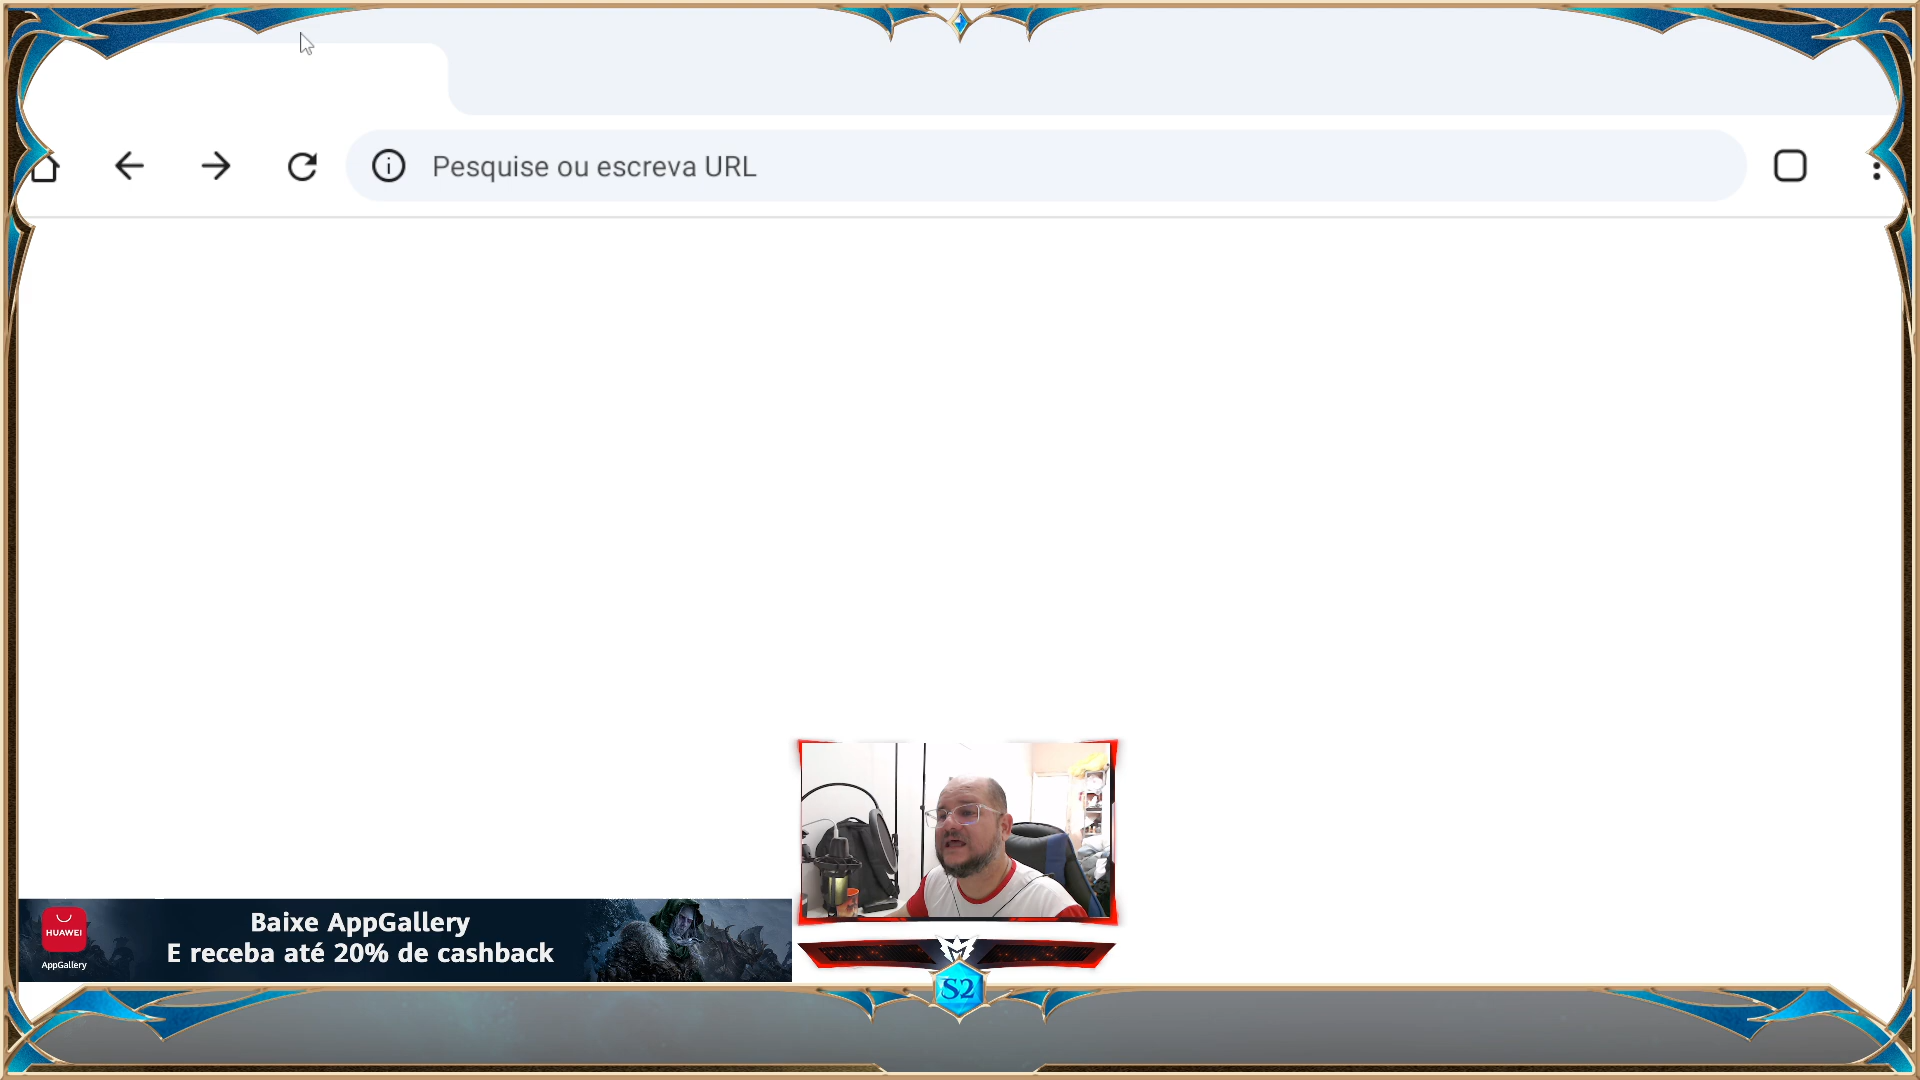 Pesquise ou escreva URL
HUAWEI
AppGallery
Baixe AppGallery
E receba até 20% de cashback
S2